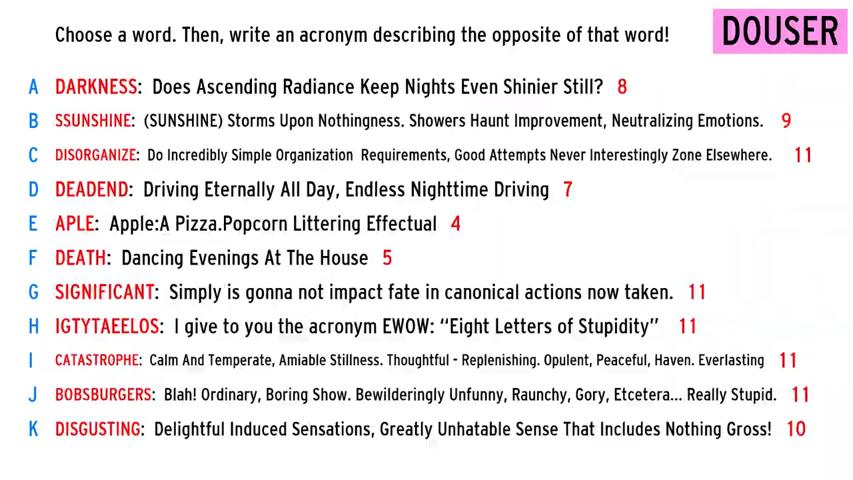 Choose a word. Then, write an acronym describing the opposite of that word!
DOUSER
A DARKNESS: Does Ascending Radiance Keep Nights Even Shinier Still? 8
B SSUNSHINE: (SUNSHINE) Storms Upon Nothingness. Showers Haunt Improvement, Neutralizing Emotions. 9
C DISORGANIZE: Do Incredibly Simple Organization Requirements, Good Attempts Never Interestingly Zone Elsewhere. 11
D DEADEND: Driving Eternally All Day, Endless Nighttime Driving 7
E APLE: Apple:A Pizza.Popcorn Littering Effectual 4
F DEATH: Dancing Evenings At The House 5
G SIGNIFICANT: Simply is gonna not impact fate in canonical actions now taken. 11
H IGTYTAEELOS: I give to you the acronym EWOW: “Eight Letters of Stupidity” 11
I CATASTROPHE: Calm And Temperate, Amiable Stillness. Thoughtful - Replenishing. Opulent, Peaceful, Haven. Everlasting 11
J BOBSBURGERS: Blah! Ordinary, Boring Show. Bewilderingly Unfunny, Raunchy, Gory, Etcetera... Really Stupid. 11
K DISGUSTING: Delightful Induced Sensations, Greatly Unhatable Sense That Includes Nothing Gross! 10